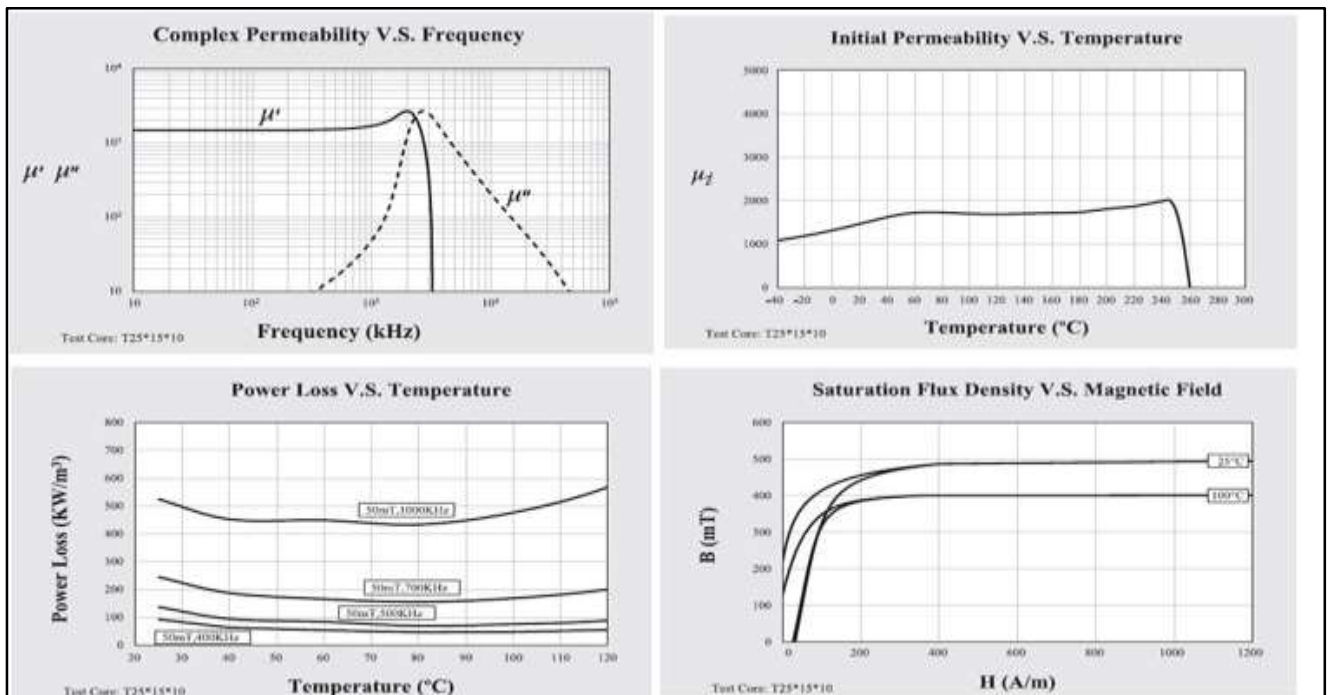 Complex Permeability V.S. Frequency
μ' μ"
10⁴
10³
10²
10
μ'
μ"
10 10² 10³ 10⁴ 10⁵
Frequency (kHz)
Test Core: T25*15*10
Initial Permeability V.S. Temperature
μi
5000
4000
3000
2000
1000
0
-40 -20 0 20 40 60 80 100 120 140 160 180 200 220 240 260 280 300
Temperature (ºC)
Test Core: T25*15*10
Power Loss V.S. Temperature
Power Loss (KW/m³)
800
700
600
500
400
300
200
100
0
50mT,1000KHz
50mT,700KHz
50mT,500KHz
50mT,400KHz
20 30 40 50 60 70 80 90 100 110 120
Temperature (ºC)
Test Core: T25*15*10
Saturation Flux Density V.S. Magnetic Field
B (mT)
600
500
400
300
200
100
0
25°C
100°C
0 200 400 600 800 1000 1200
H (A/m)
Test Core: T25*15*10